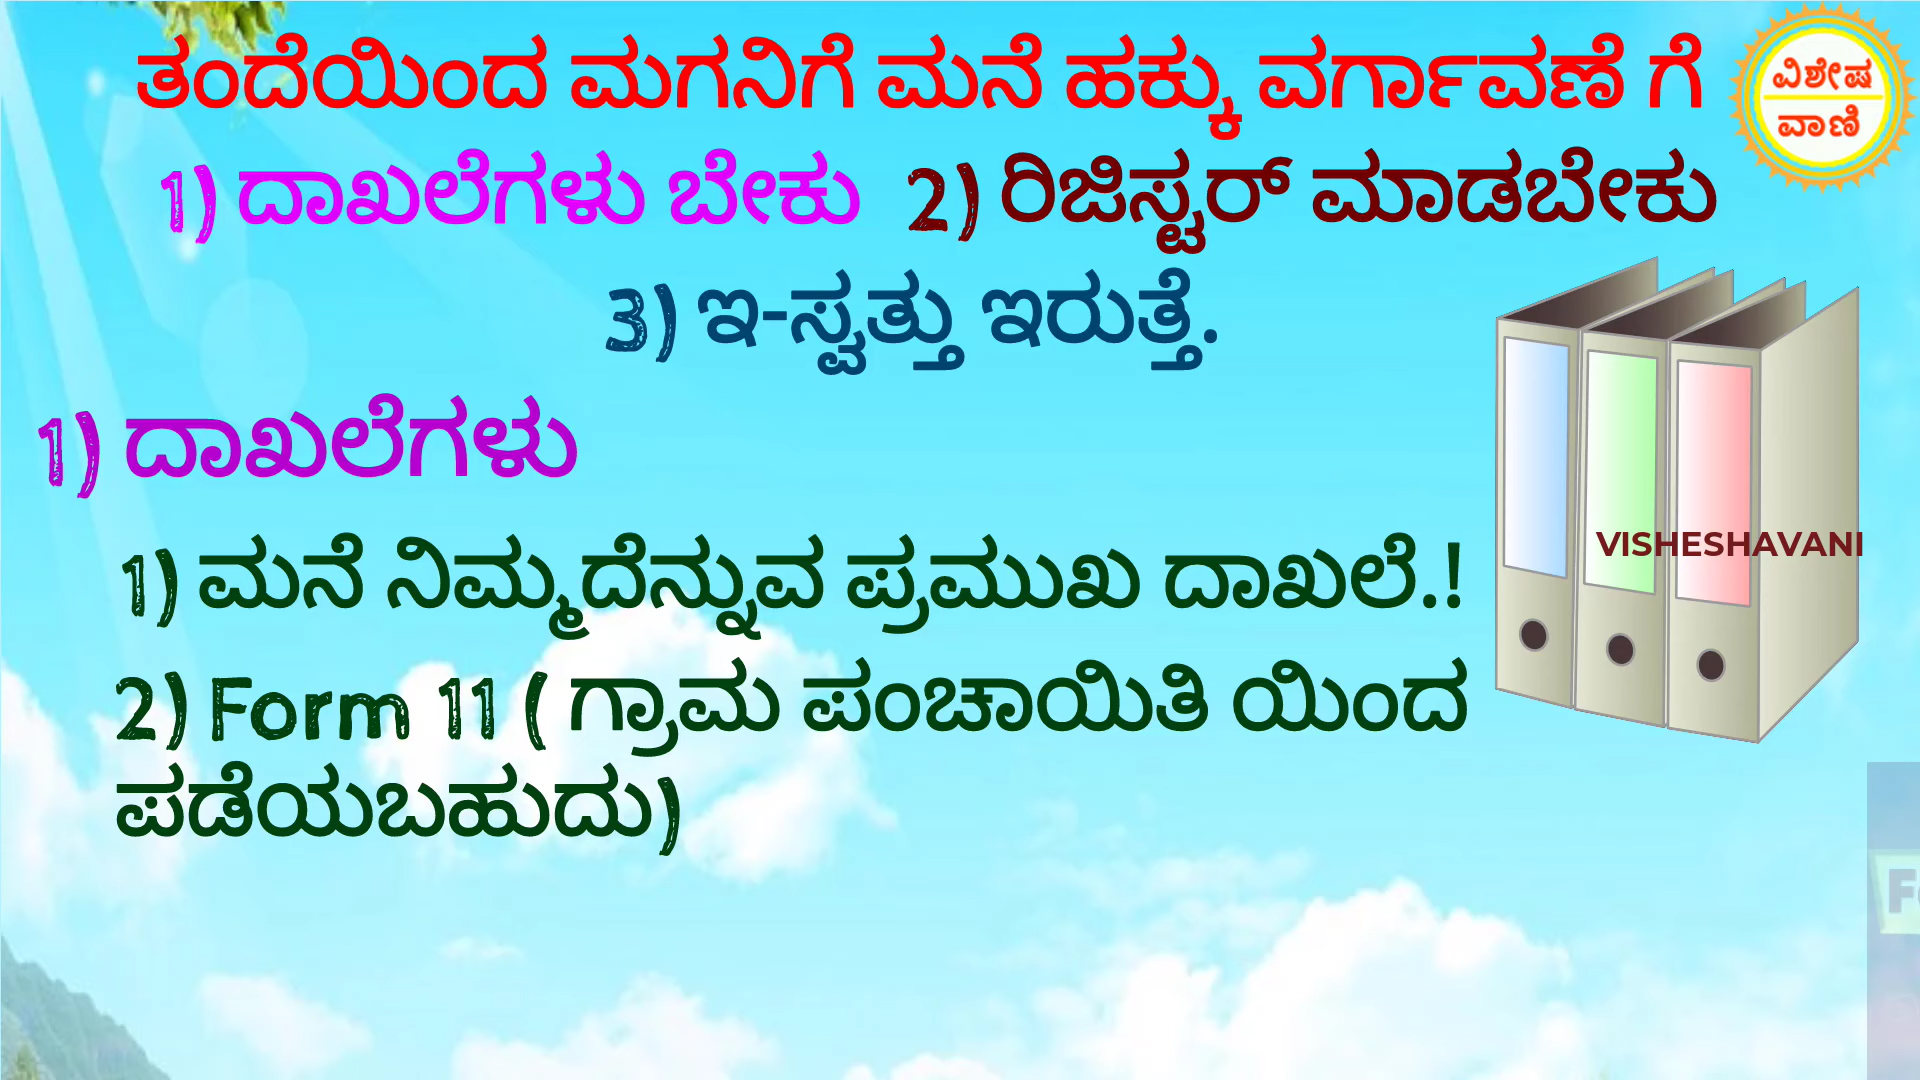 ತಂದೆಯಿಂದ ಮಗನಿಗೆ ಮನೆ ಹಕ್ಕು ವರ್ಗಾವಣೆ ಗೆ
ವಿಶೇಷ
ವಾಣಿ
1) ದಾಖಲೆಗಳು ಬೇಕು 2) ರಿಜಿಸ್ಟರ್ ಮಾಡಬೇಕು
3) ಇ-ಸ್ವತ್ತು ಇರುತ್ತೆ.
1) ದಾಖಲೆಗಳು
1) ಮನೆ ನಿಮ್ಮದೆನ್ನುವ ಪ್ರಮುಖ ದಾಖಲೆ.!
VISHESHAVANI
2) Form 11 ( ಗ್ರಾಮ ಪಂಚಾಯಿತಿ ಯಿಂದ
ಪಡೆಯಬಹುದು)